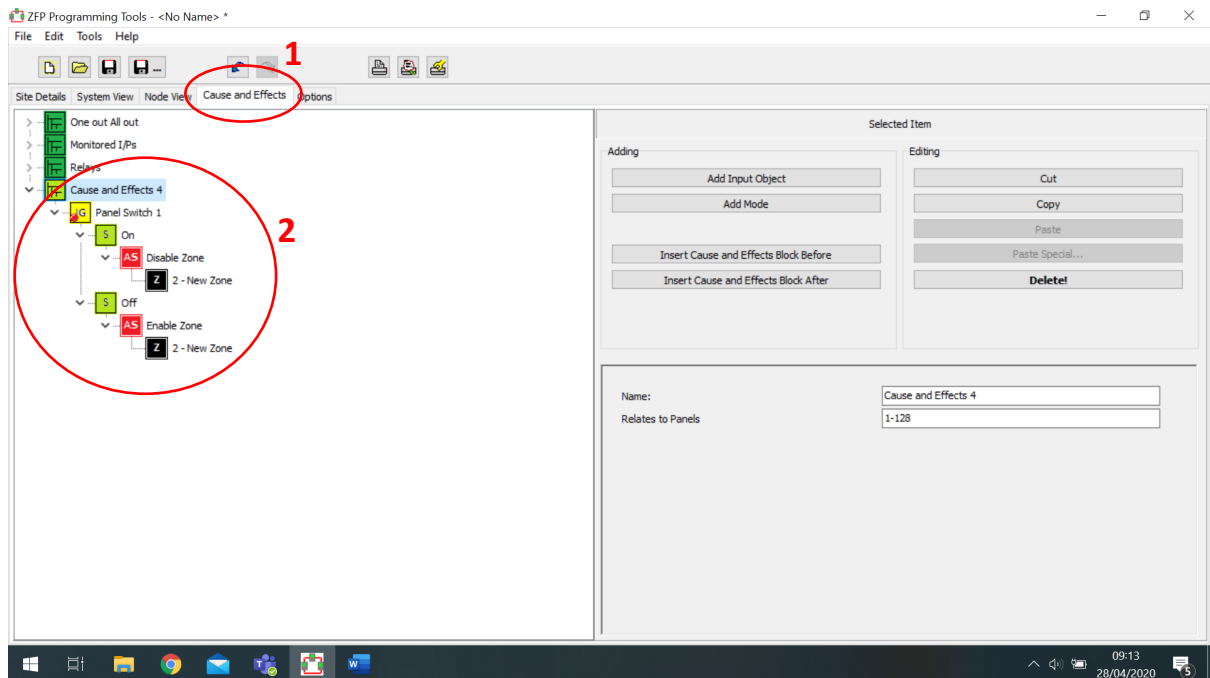 ZFP Programming Tools - <No Name> *
File Edit Tools Help
1
Site Details System View Node View Cause and Effects Options
One out All out
Monitored I/Ps
Relays
Cause and Effects 4
IG Panel Switch 1
S On
2
AS Disable Zone
Z 2 - New Zone
S Off
AS Enable Zone
Z 2 - New Zone
Selected Item
Adding
Add Input Object
Add Mode
Insert Cause and Effects Block Before
Insert Cause and Effects Block After
Editing
Cut
Copy
Paste
Paste Special...
Delete!
Name: Cause and Effects 4
Relates to Panels 1-128
09:13
28/04/2020
5